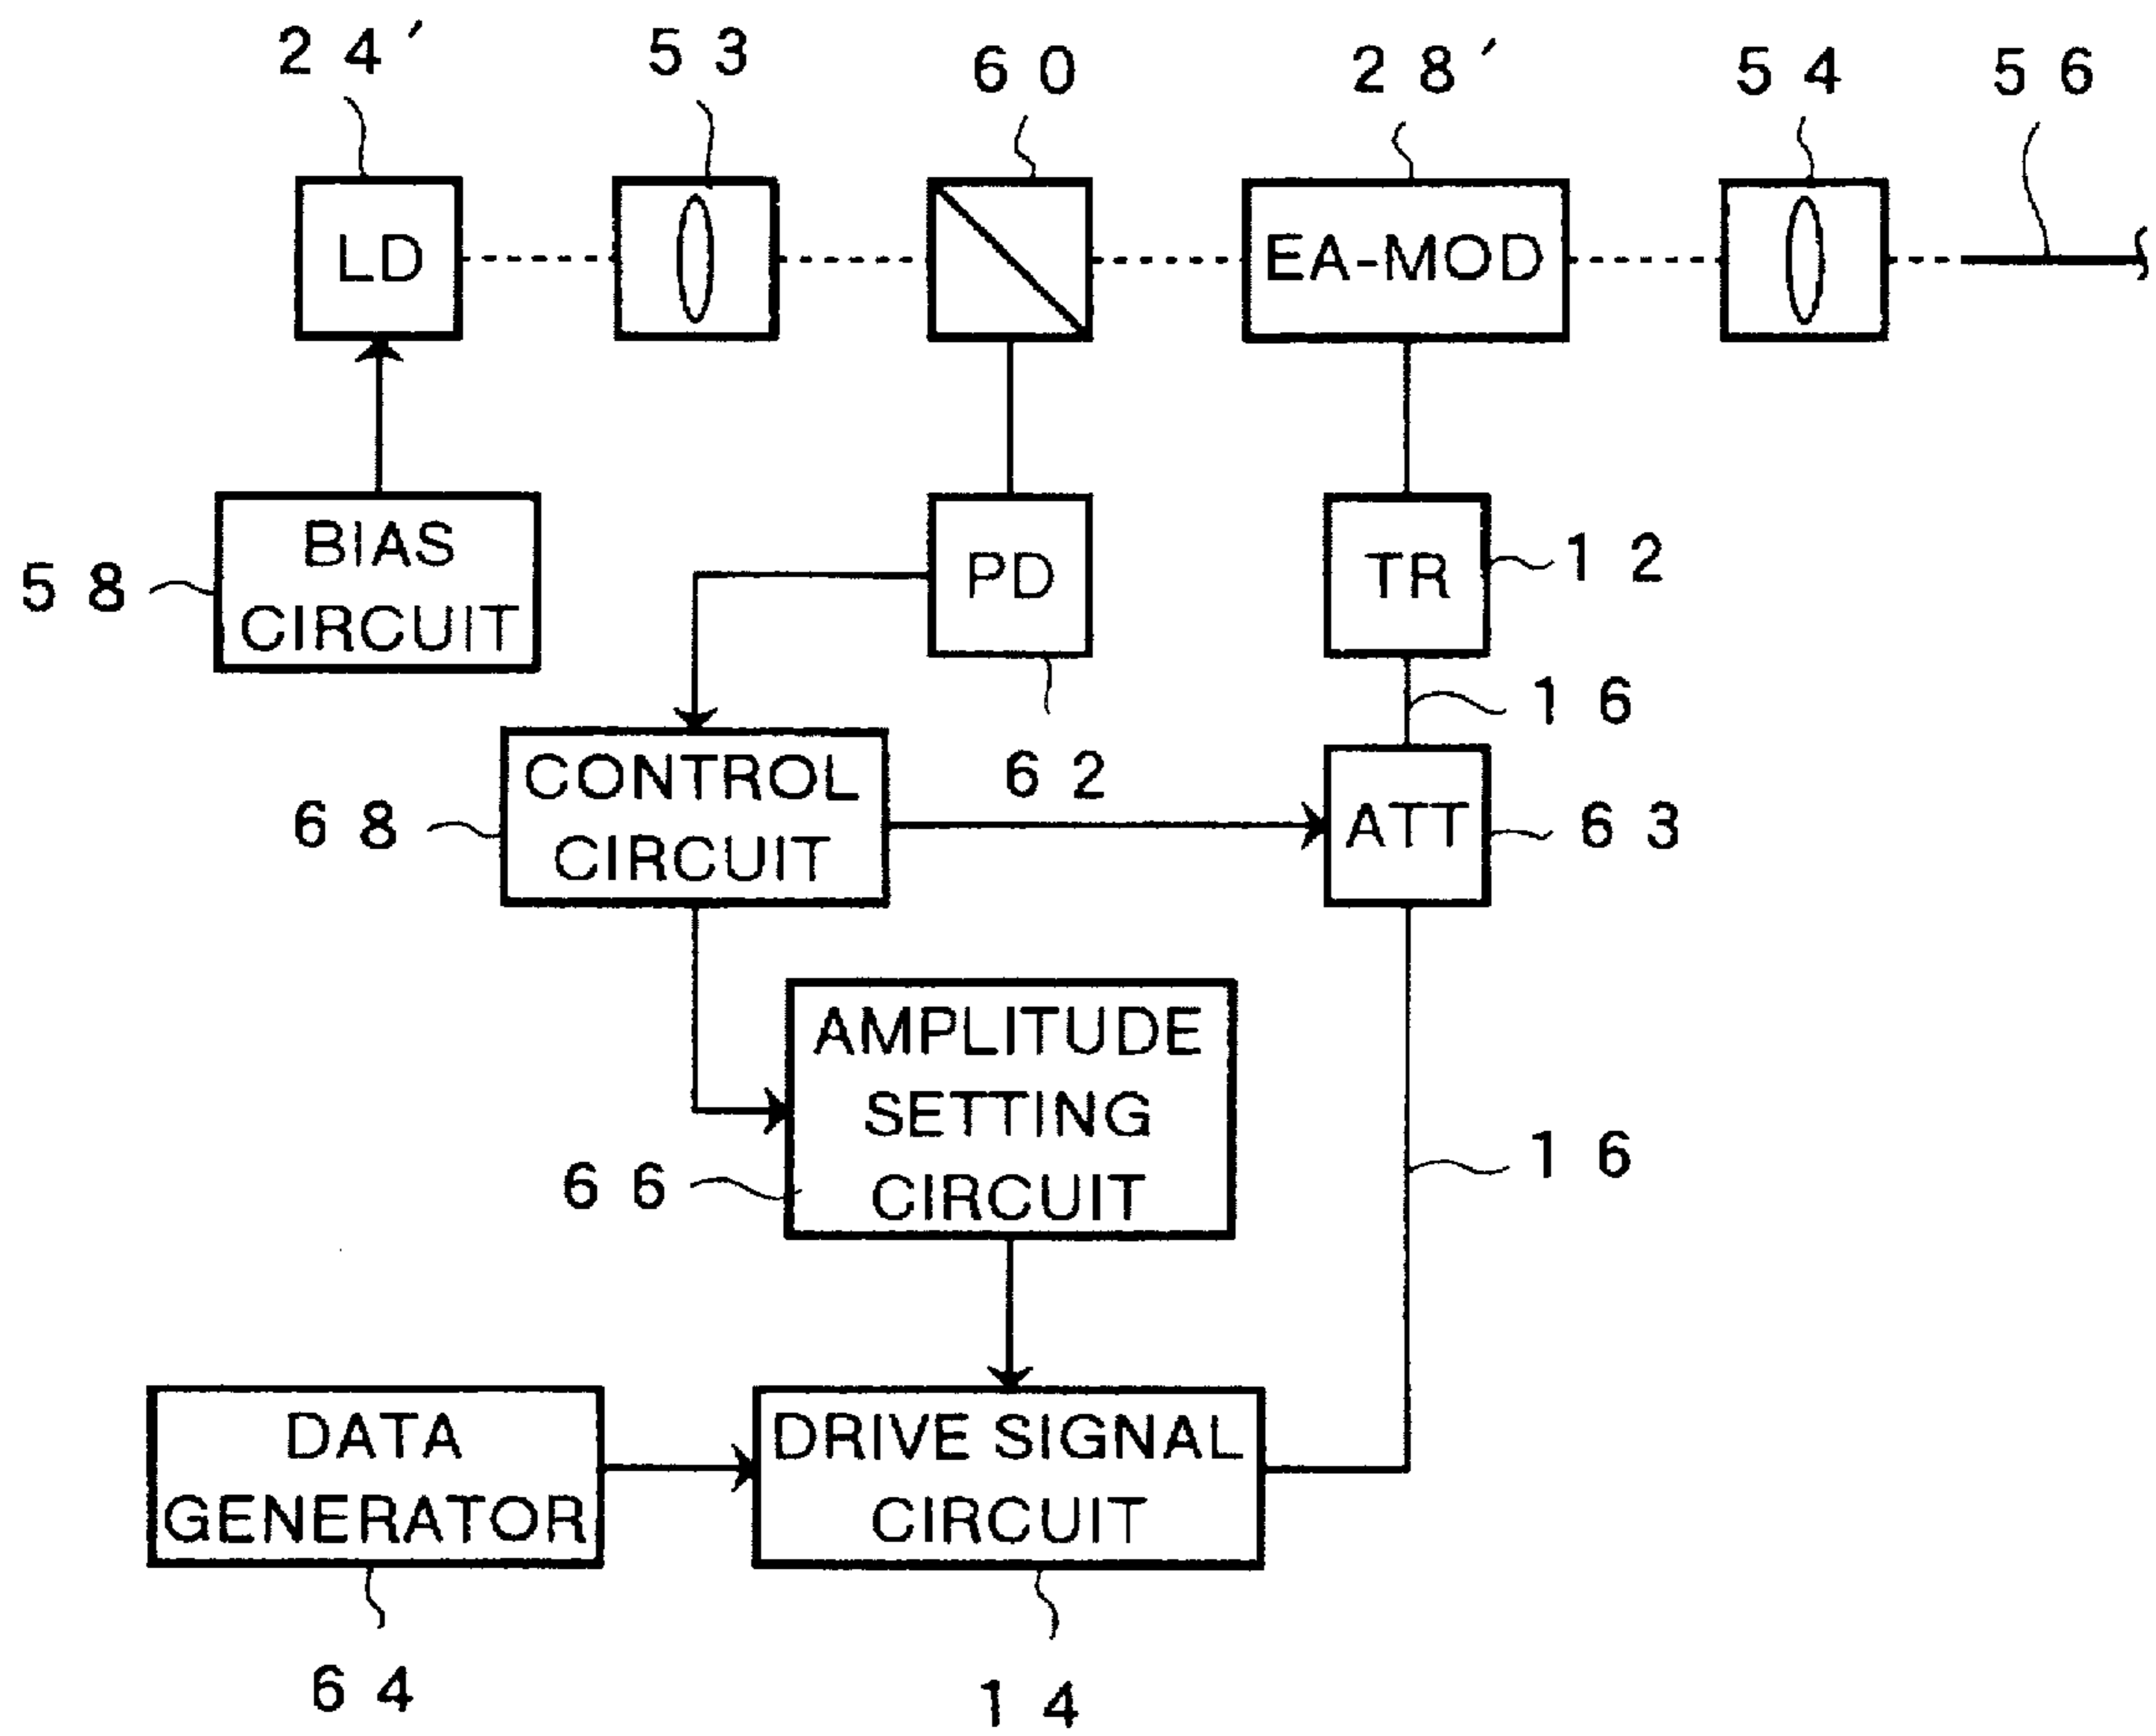 24' 53 60 28' 54 56
LD EA-MOD
BIAS
CIRCUIT
58
PD
TR
12
16
CONTROL
CIRCUIT
68
62
ATT
63
AMPLITUDE
SETTING
CIRCUIT
66
16
DATA
GENERATOR
DRIVE SIGNAL
CIRCUIT
64
14